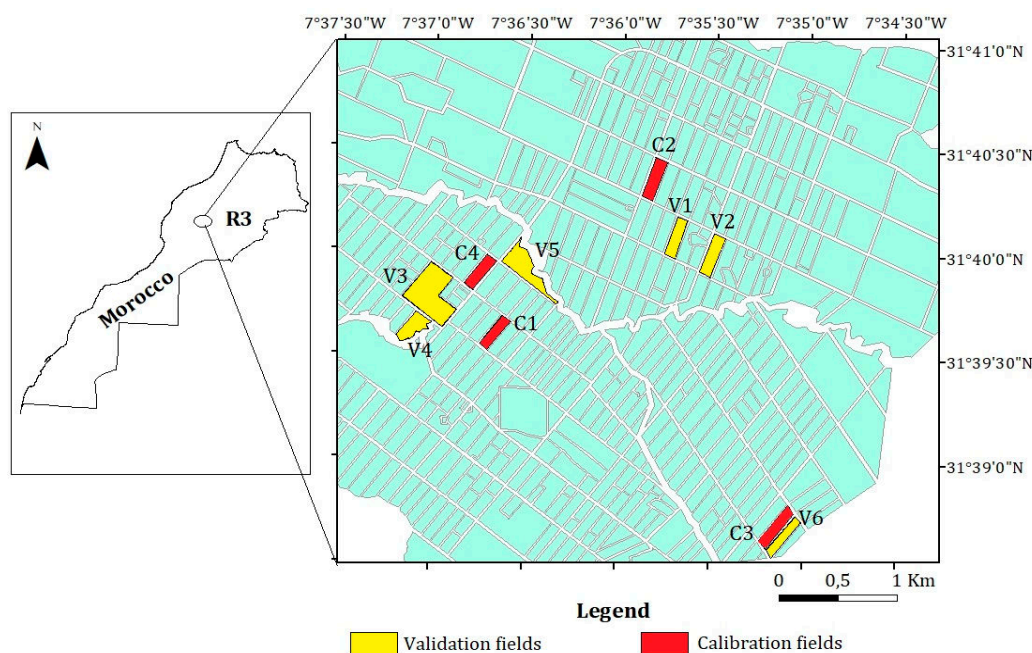 7°37'30"W 7°37'0"W 7°36'30"W 7°36'0"W 7°35'30"W 7°35'0"W 7°34'30"W
31°41'0"N
N
C2
31°40'30"N
R3
V1
V2
V5
C4
31°40'0"N
V3
Morocco
C1
V4
31°39'30"N
31°39'0"N
V6
C3
0 0,5 1 Km
Legend
Validation fields Calibration fields